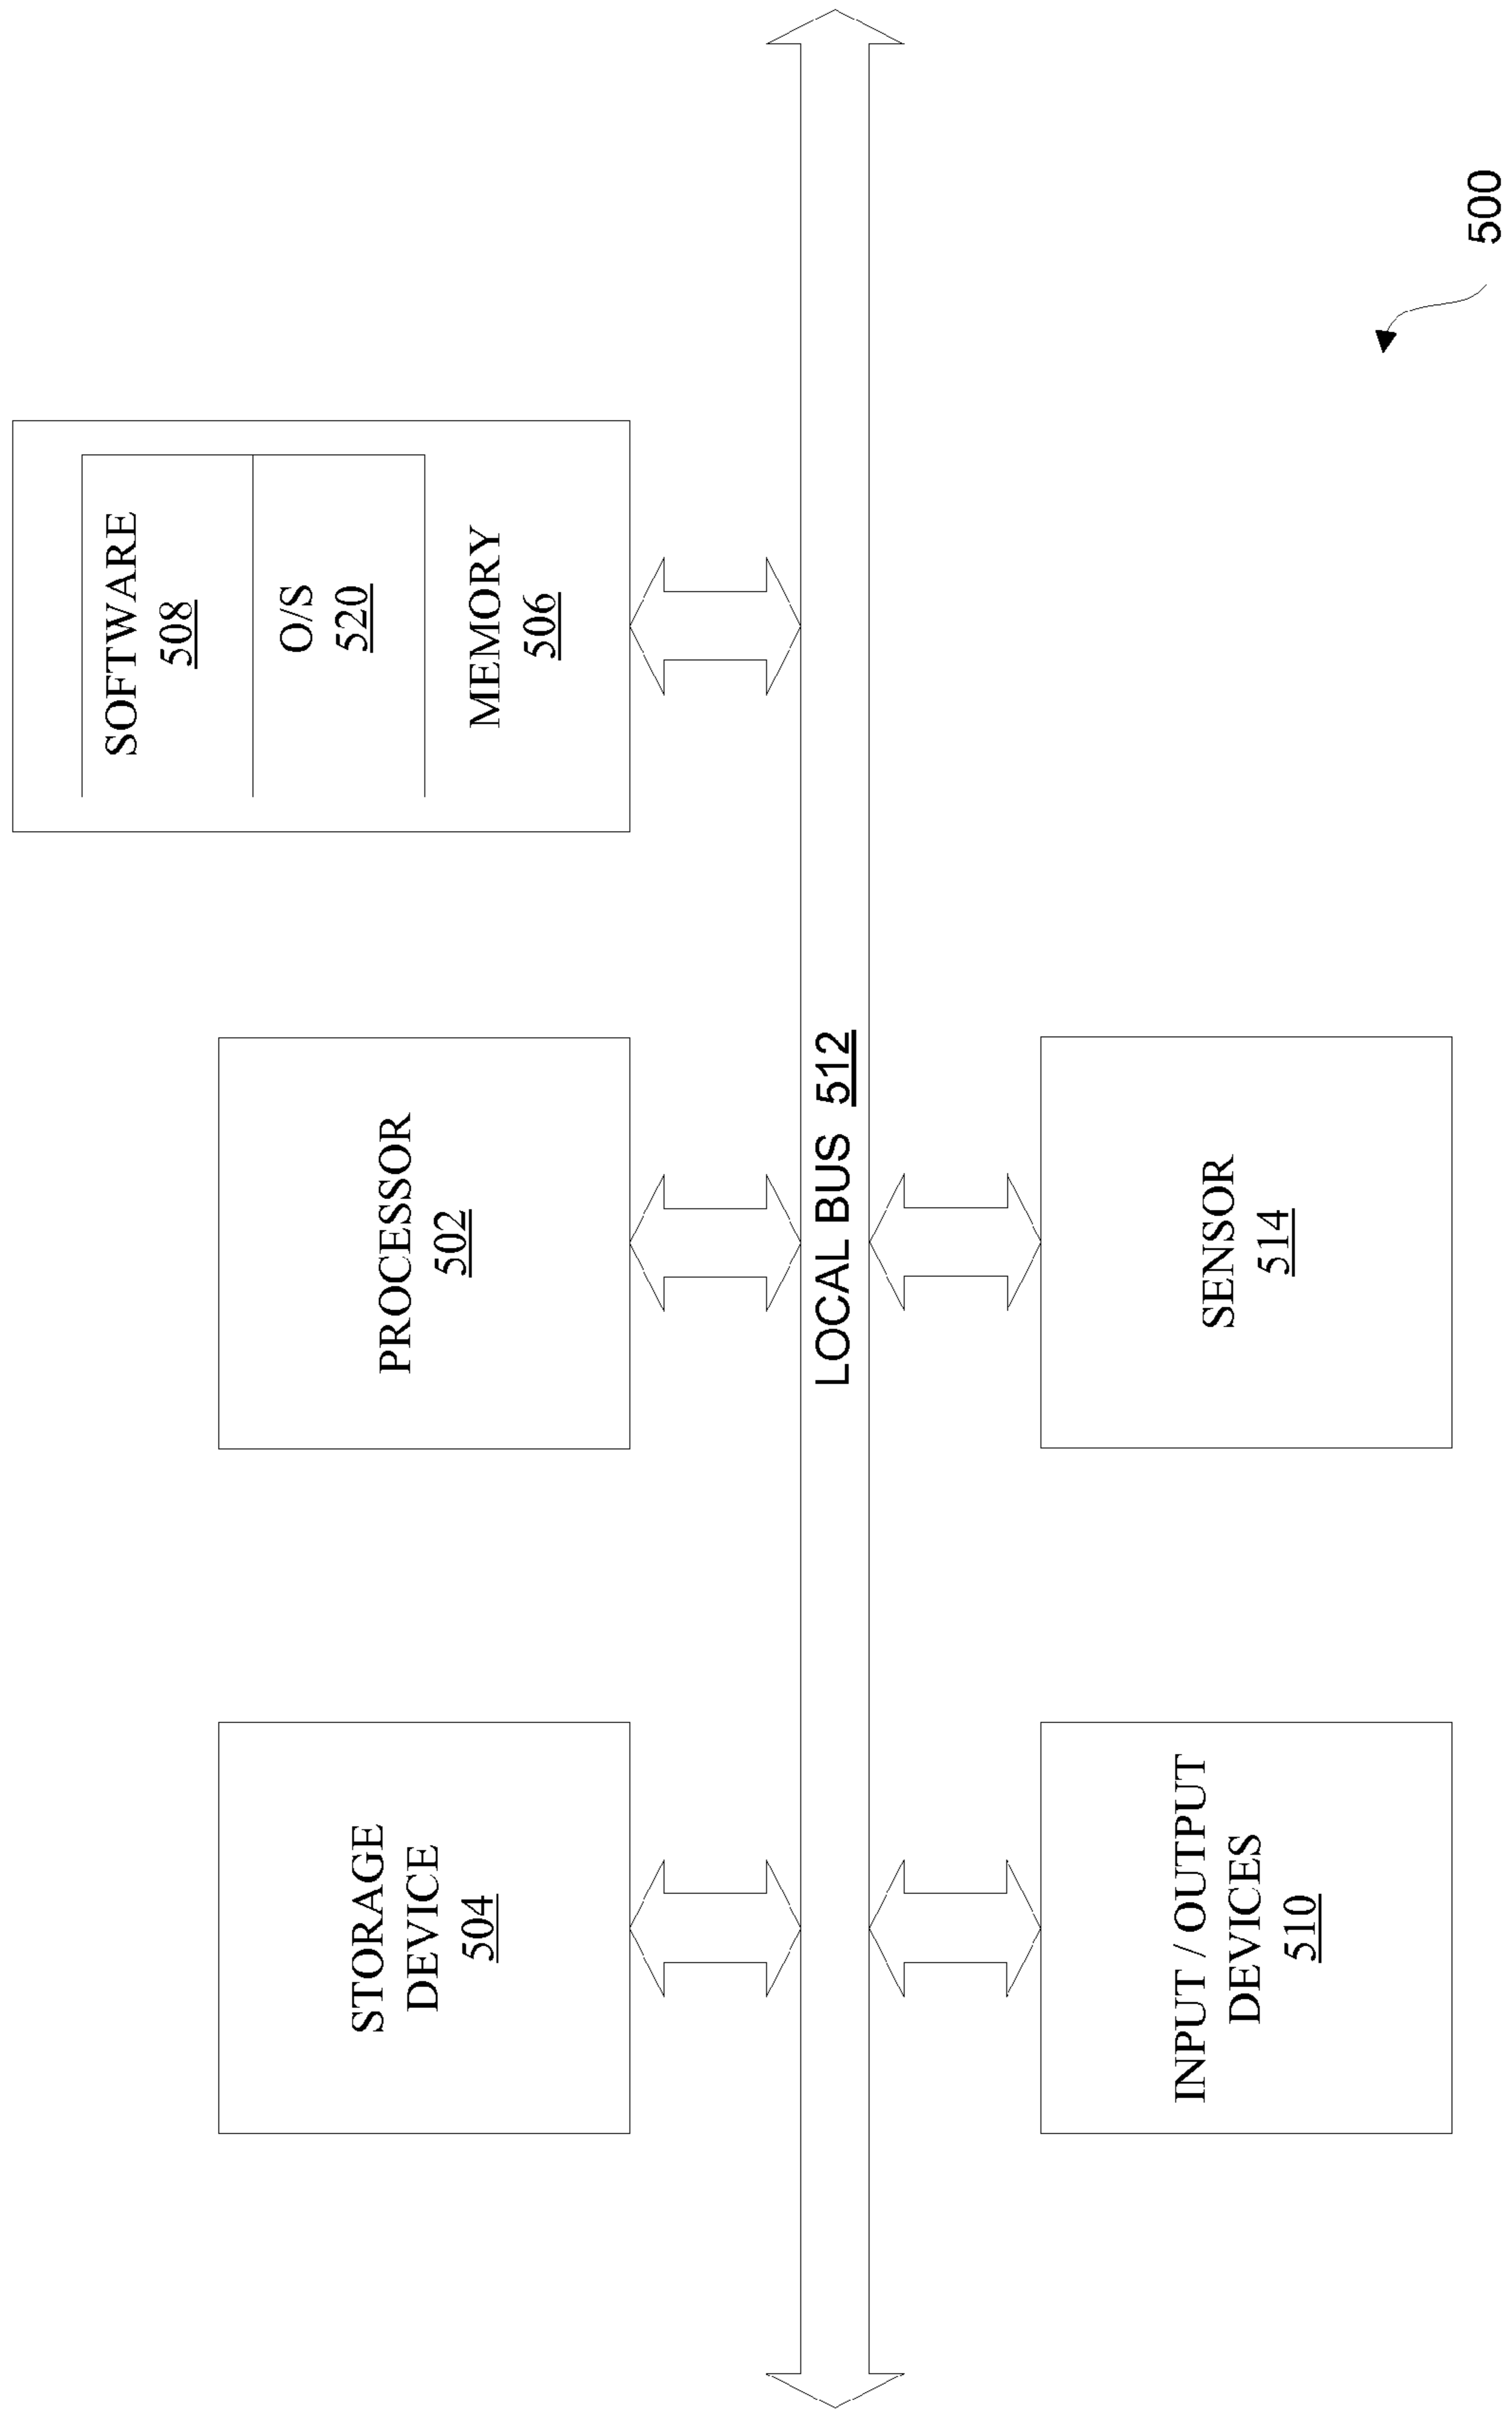 STORAGE
DEVICE
504
PROCESSOR
502
SOFTWARE
508
O/S
520
MEMORY
506
LOCAL BUS 512
INPUT / OUTPUT
DEVICES
510
SENSOR
514
500